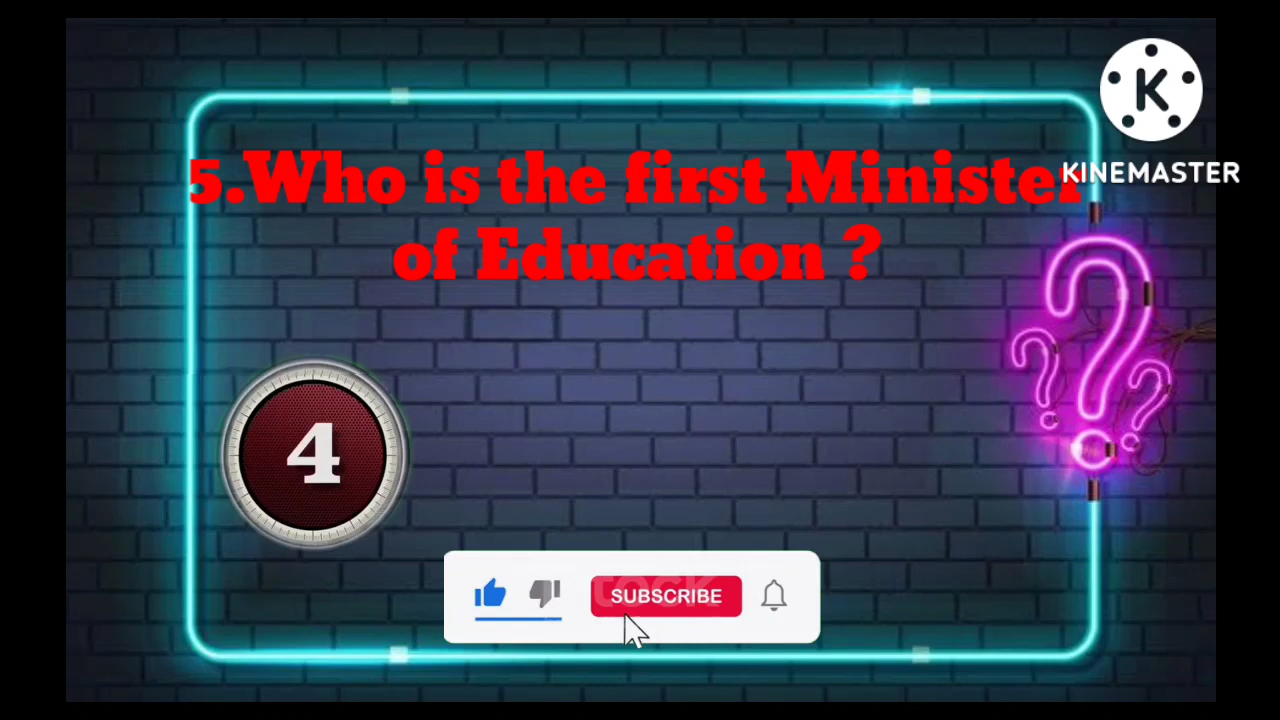 5.Who is the first Minister
of Education ?
K
KINEMASTER
4
SUBSCRIBE